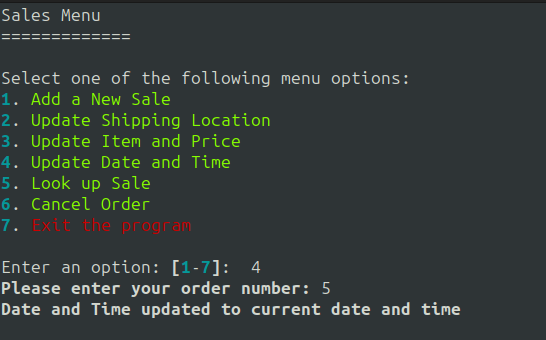 Sales Menu
=============
Select one of the following menu options:
1. Add a New Sale
2. Update Shipping Location
3. Update Item and Price
4. Update Date and Time
5. Look up Sale
6. Cancel Order
7. Exit the program
Enter an option: [1-7]:  4
Please enter your order number: 5
Date and Time updated to current date and time